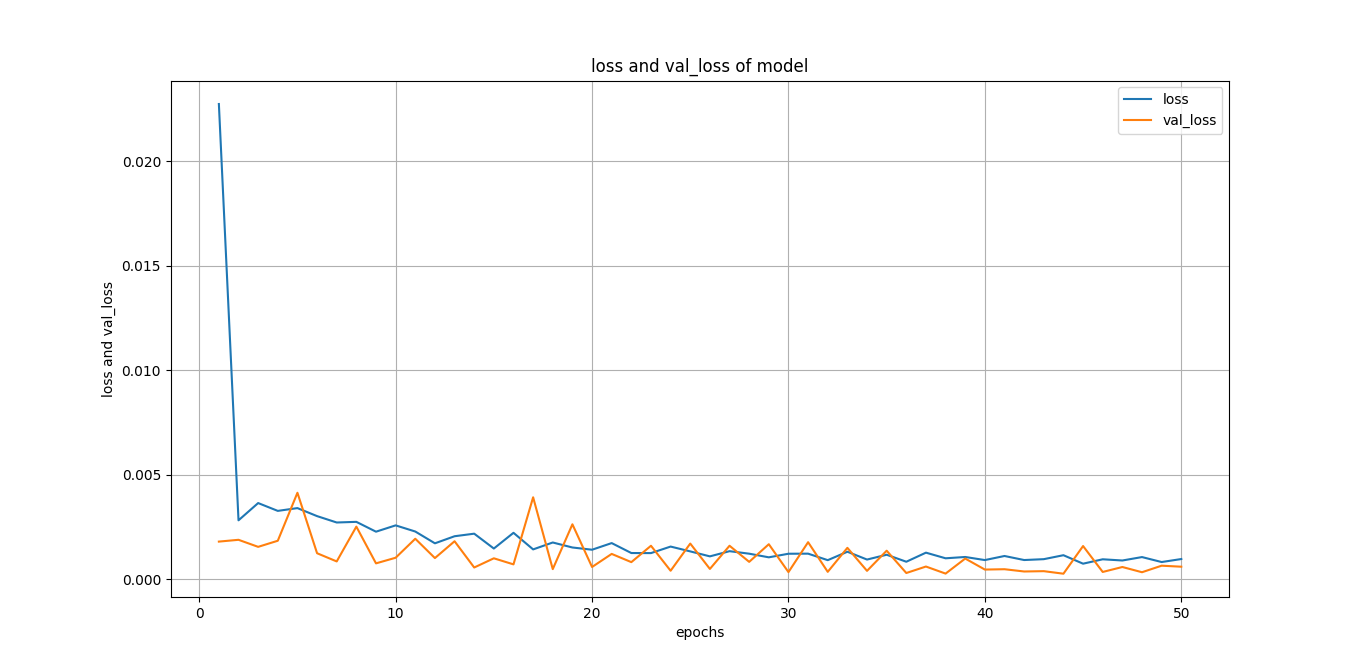 loss and val_loss of model
loss
val_loss
loss and val_loss
0.020
0.015
0.010
0.005
0.000
0 10 20 30 40 50
epochs